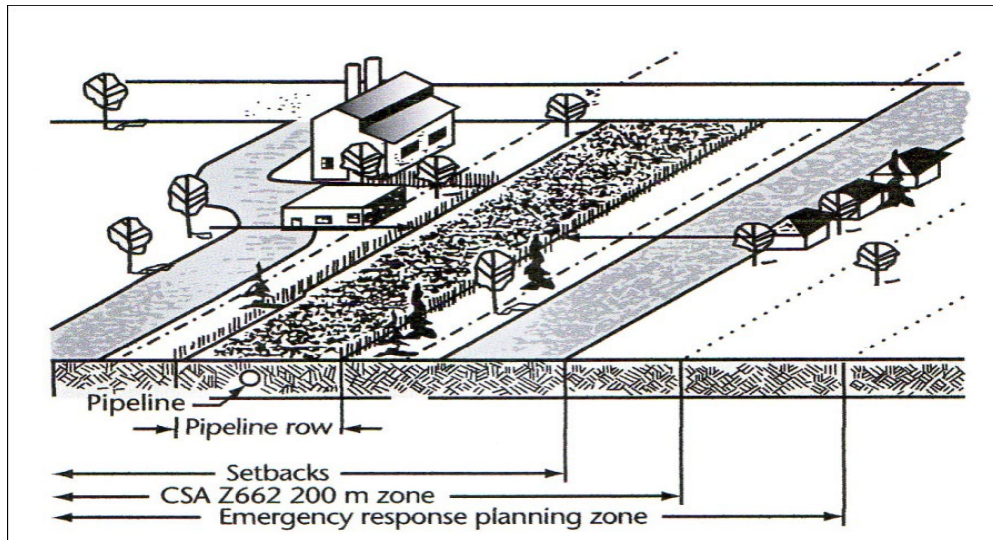 Pipeline
Pipeline row
Setbacks
CSA Z662 200 m zone
Emergency response planning zone